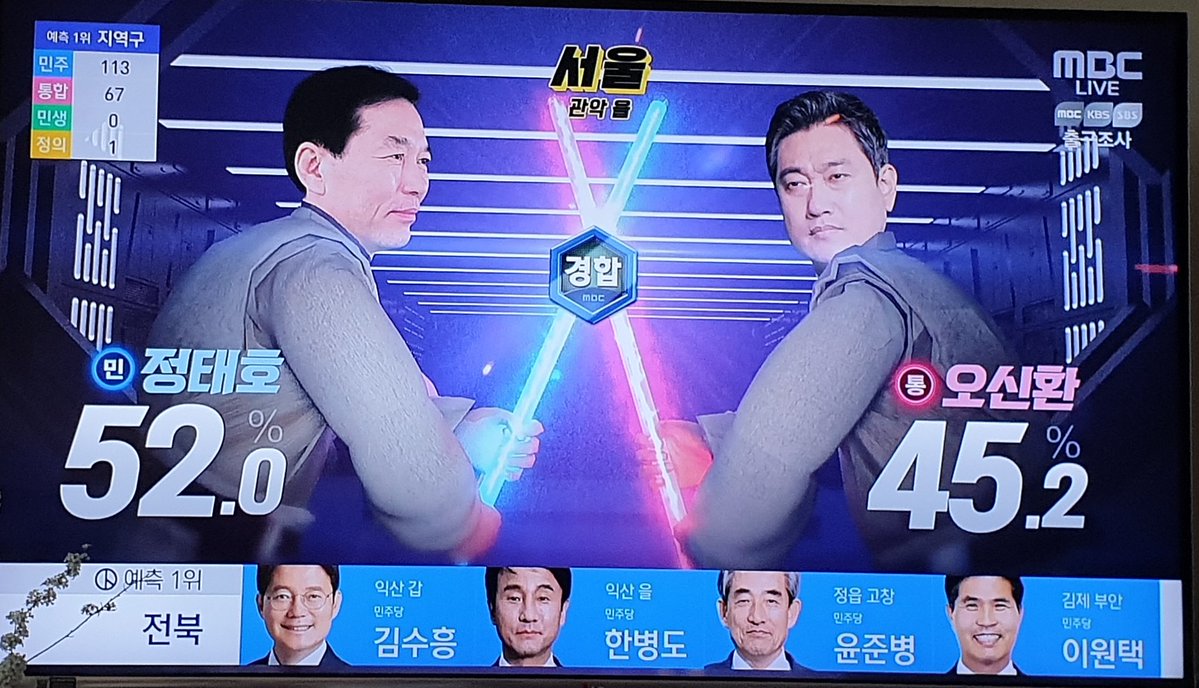 예측 1위 지역구
민주 113
통합 67
민생 0
정의 1
서울
관악 을
MBC
LIVE
MBC KBS SBS
출구조사
경합
MBC
민 정태호
52.0%
통 오신환
45.2%
예측 1위
전북
익산 갑
민주당
김수흥
익산 을
민주당
한병도
정읍 고창
민주당
윤준병
김제 부안
민주당
이원택